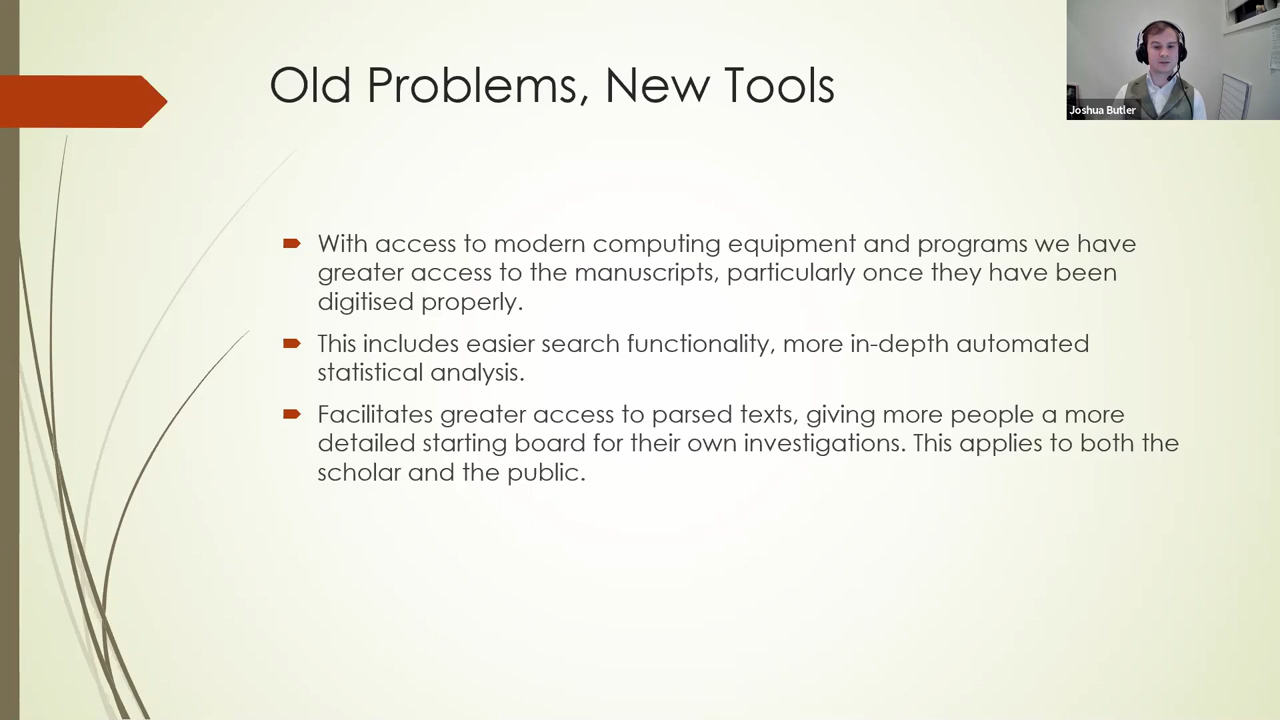 Old Problems, New Tools
Joshua Butler
With access to modern computing equipment and programs we have
greater access to the manuscripts, particularly once they have been
digitised properly.
This includes easier search functionality, more in-depth automated
statistical analysis.
Facilitates greater access to parsed texts, giving more people a more
detailed starting board for their own investigations. This applies to both the
scholar and the public.